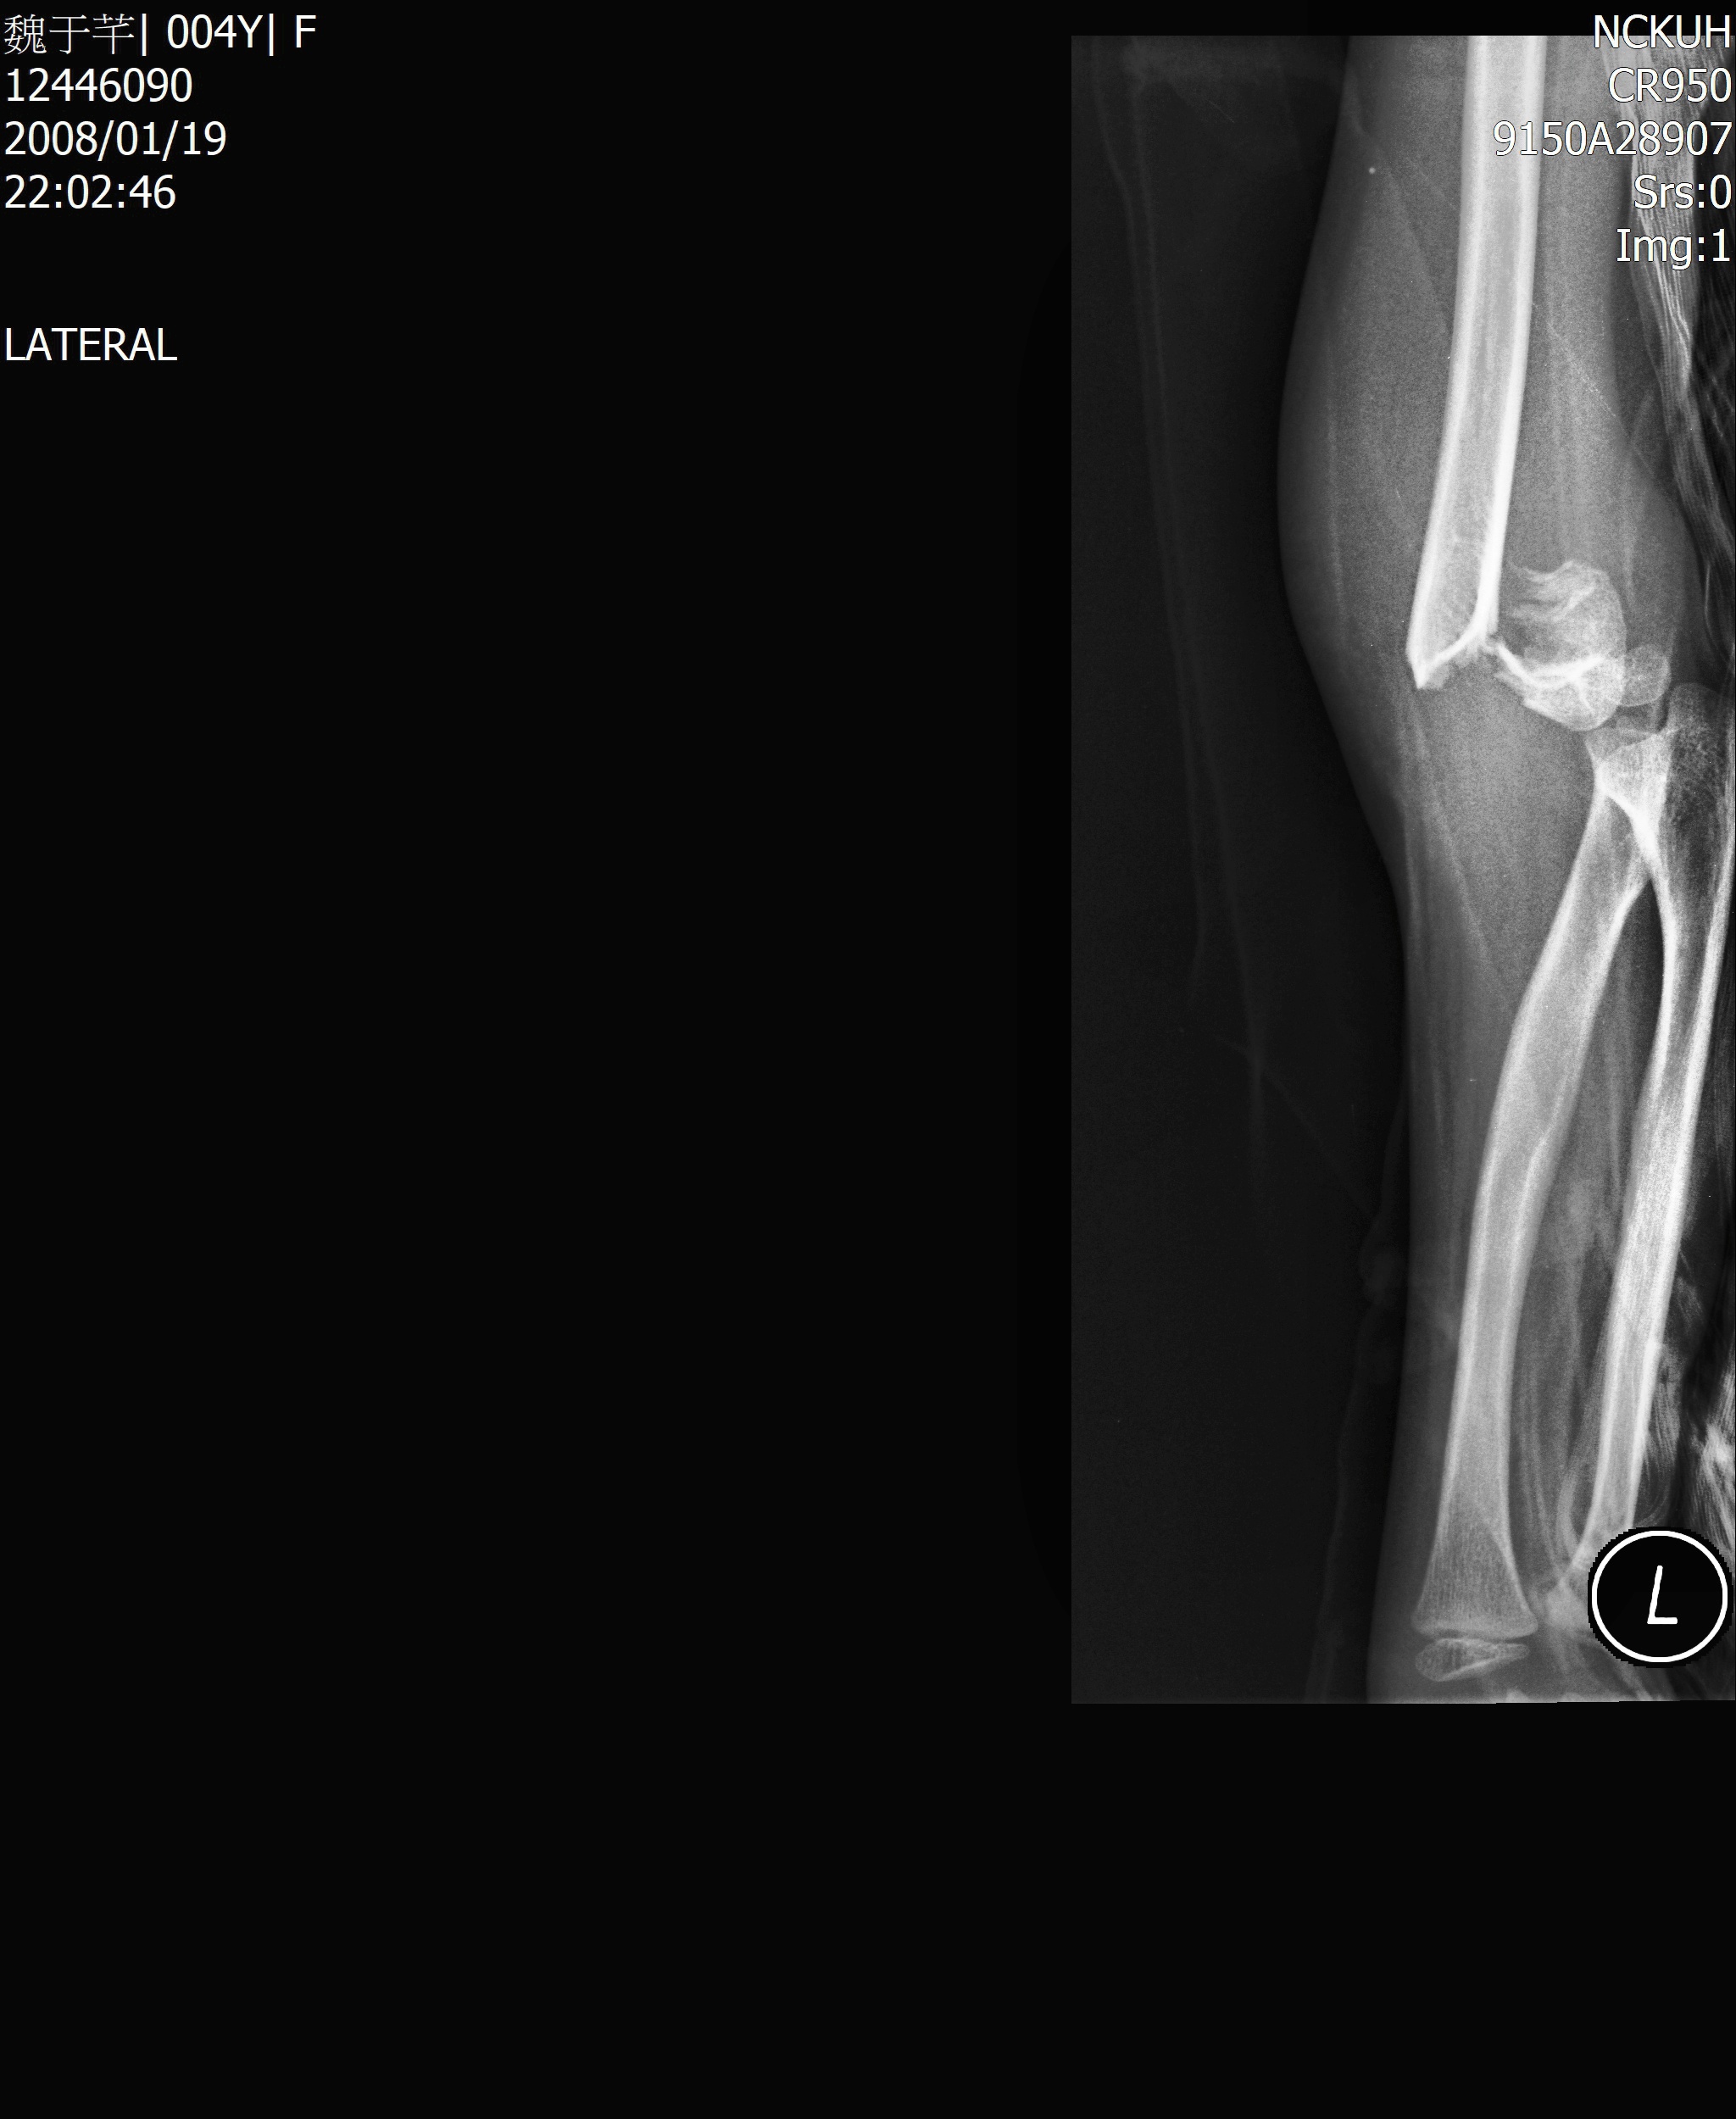 魏于芊| 004Y| F
12446090
2008/01/19
22:02:46
LATERAL
NCKUH
CR950
9150A28907
Srs:0
Img:1
L